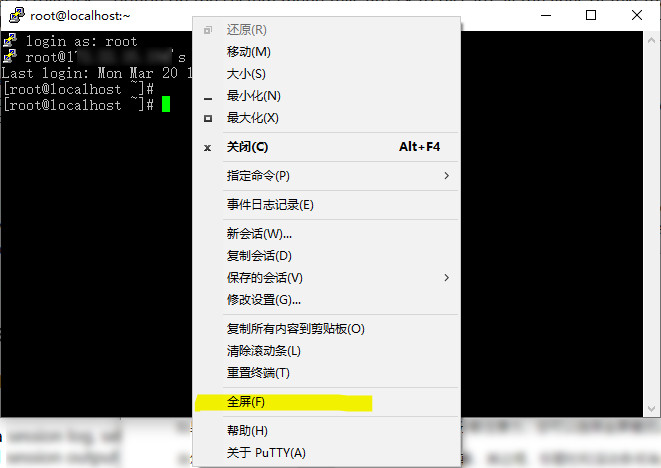 root@localhost:~
login as: root
root@1
's
Last login: Mon Mar 20 1
[root@localhost ~]#
[root@localhost ~]#
还原(R)
移动(M)
大小(S)
最小化(N)
最大化(X)
关闭(C) Alt+F4
指定命令(P)
事件日志记录(E)
新会话(W)...
复制会话(D)
保存的会话(V)
修改设置(G)...
复制所有内容到剪贴板(O)
清除滚动条(L)
重置终端(T)
全屏(F)
帮助(H)
关于 PuTTY(A)
session log,
session output